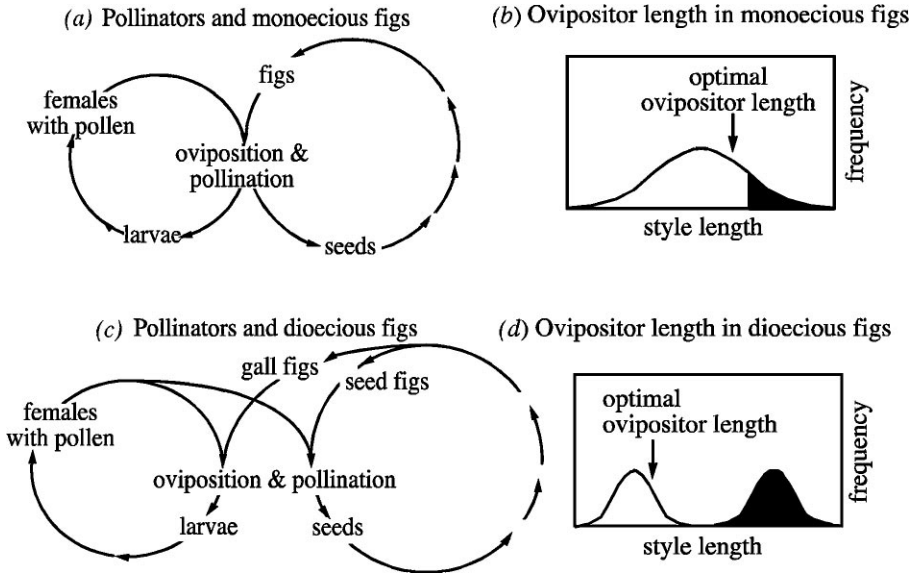 (a) Pollinators and monoecious figs
figs
females
with pollen
oviposition &
pollination
larvae
seeds
(b) Ovipositor length in monoecious figs
optimal
ovipositor length
frequency
style length
(c) Pollinators and dioecious figs
gall figs
seed figs
females
with pollen
oviposition & pollination
larvae
seeds
(d) Ovipositor length in dioecious figs
optimal
ovipositor length
frequency
style length